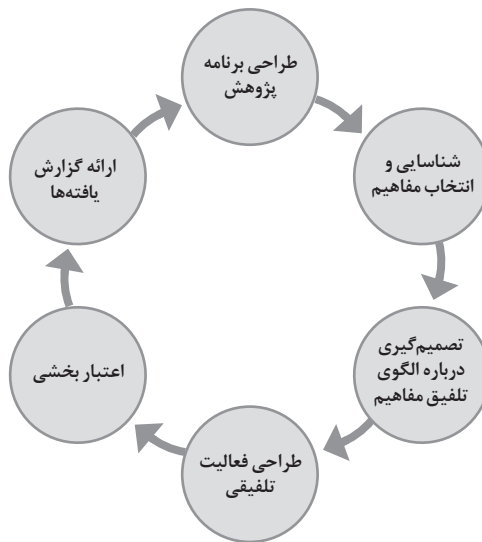 طراحی برنامه
پژوهش
شناسایی و
انتخاب مفاهیم
تصمیم‌گیری
درباره الگوی
تلفیق مفاهیم
طراحی فعالیت
تلفیقی
اعتبار بخشی
ارائه گزارش
یافته‌ها